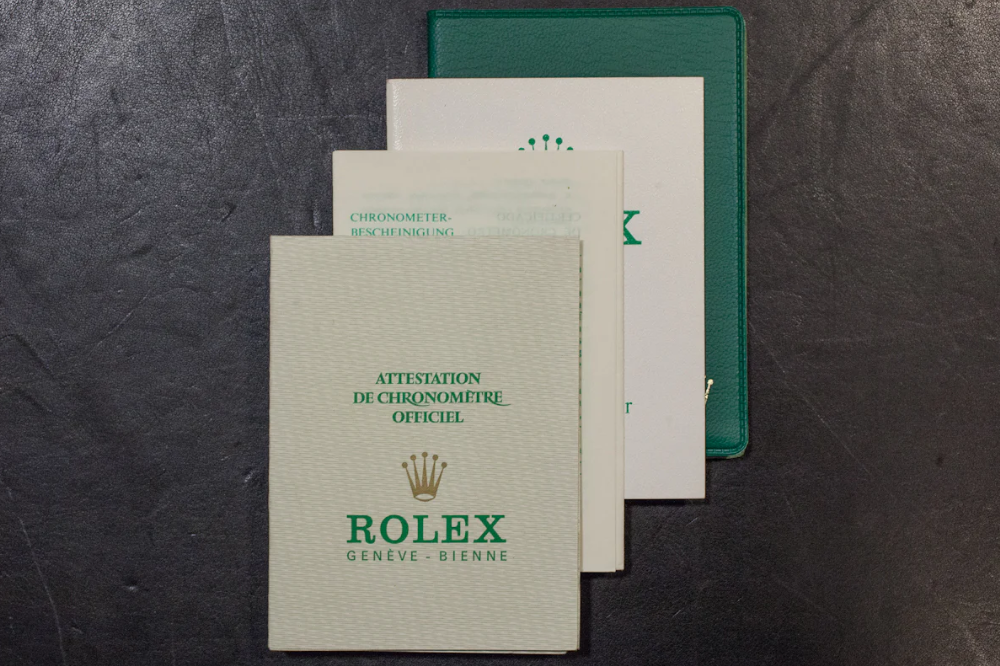 CHRONOMETER-
BESCHEINIGUNG
ATTESTATION
DE CHRONOMÈTRE
OFFICIEL
ROLEX
GENÈVE - BIENNE